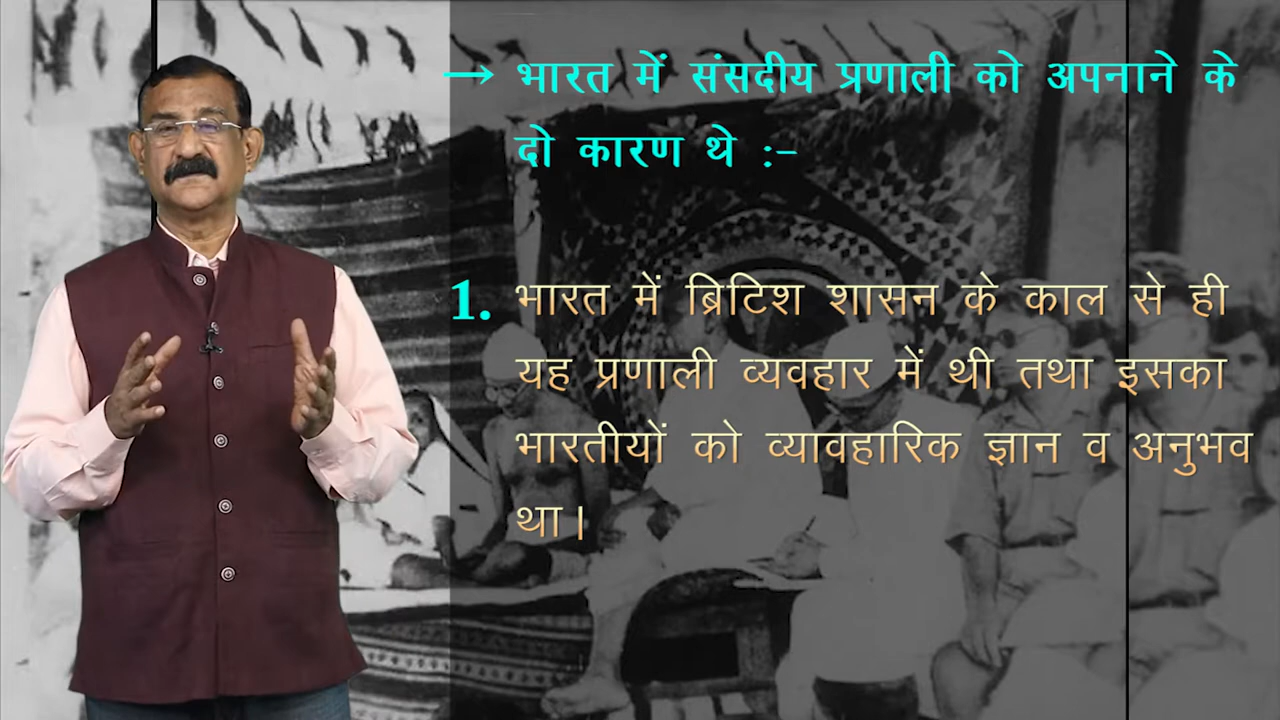 → भारत में संसदीय प्रणाली को अपनाने के
दो कारण थे :-
1. भारत में ब्रिटिश शासन के काल से ही
यह प्रणाली व्यवहार में थी तथा इसका
भारतीयों को व्यावहारिक ज्ञान व अनुभव
था।